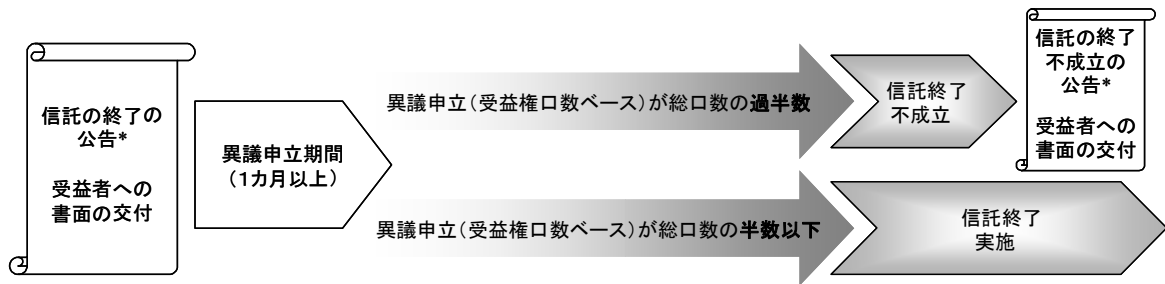 信託の終了の
公告*
受益者への
書面の交付
異議申立期間
(1カ月以上)
異議申立(受益権口数ベース)が総口数の過半数
信託終了
不成立
信託の終了
不成立の
公告*
受益者への
書面の交付
異議申立(受益権口数ベース)が総口数の半数以下
信託終了
実施